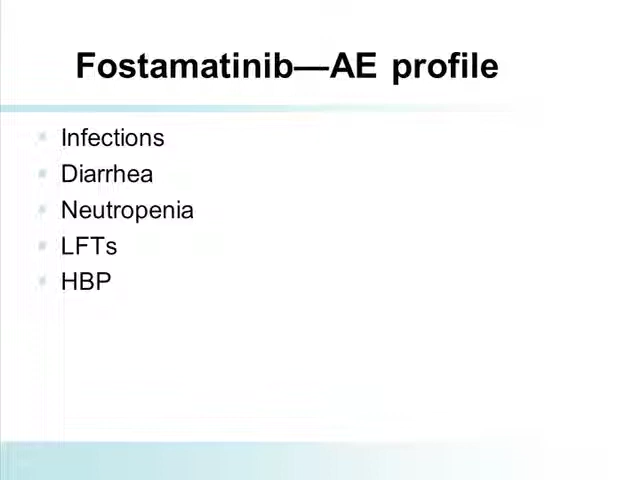 Fostamatinib—AE profile
Infections
Diarrhea
Neutropenia
LFTs
HBP